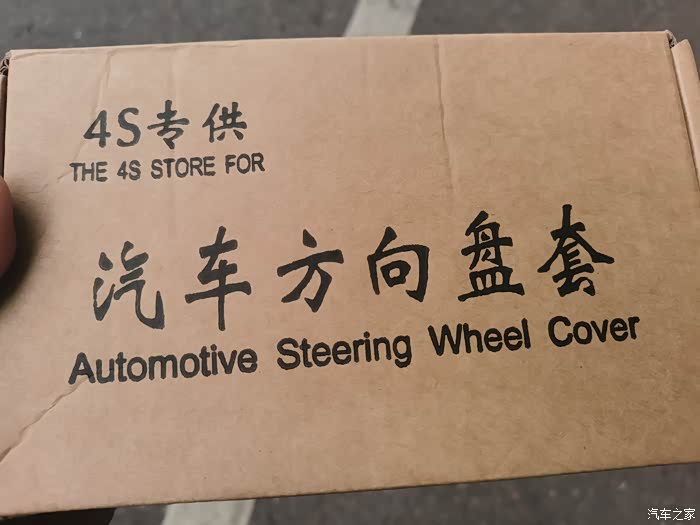 4S专供
THE 4S STORE FOR
汽车方向盘套
Automotive Steering Wheel Cover
汽车之家